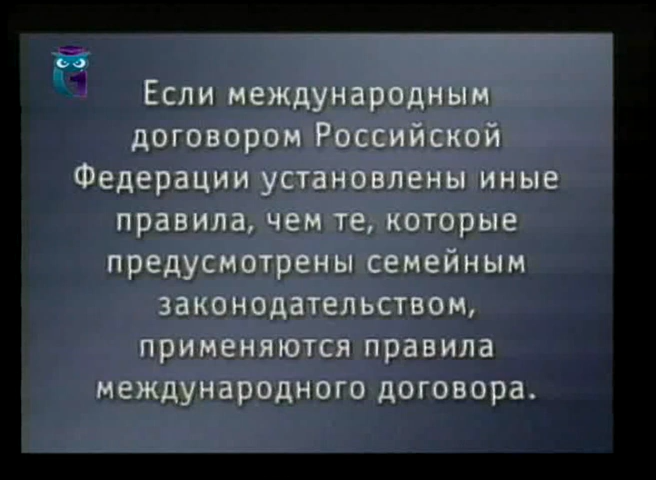 Если международным
договором Российской
Федерации установлены иные
правила, чем те, которые
предусмотрены семейным
законодательством,
применяются правила
международного договора.